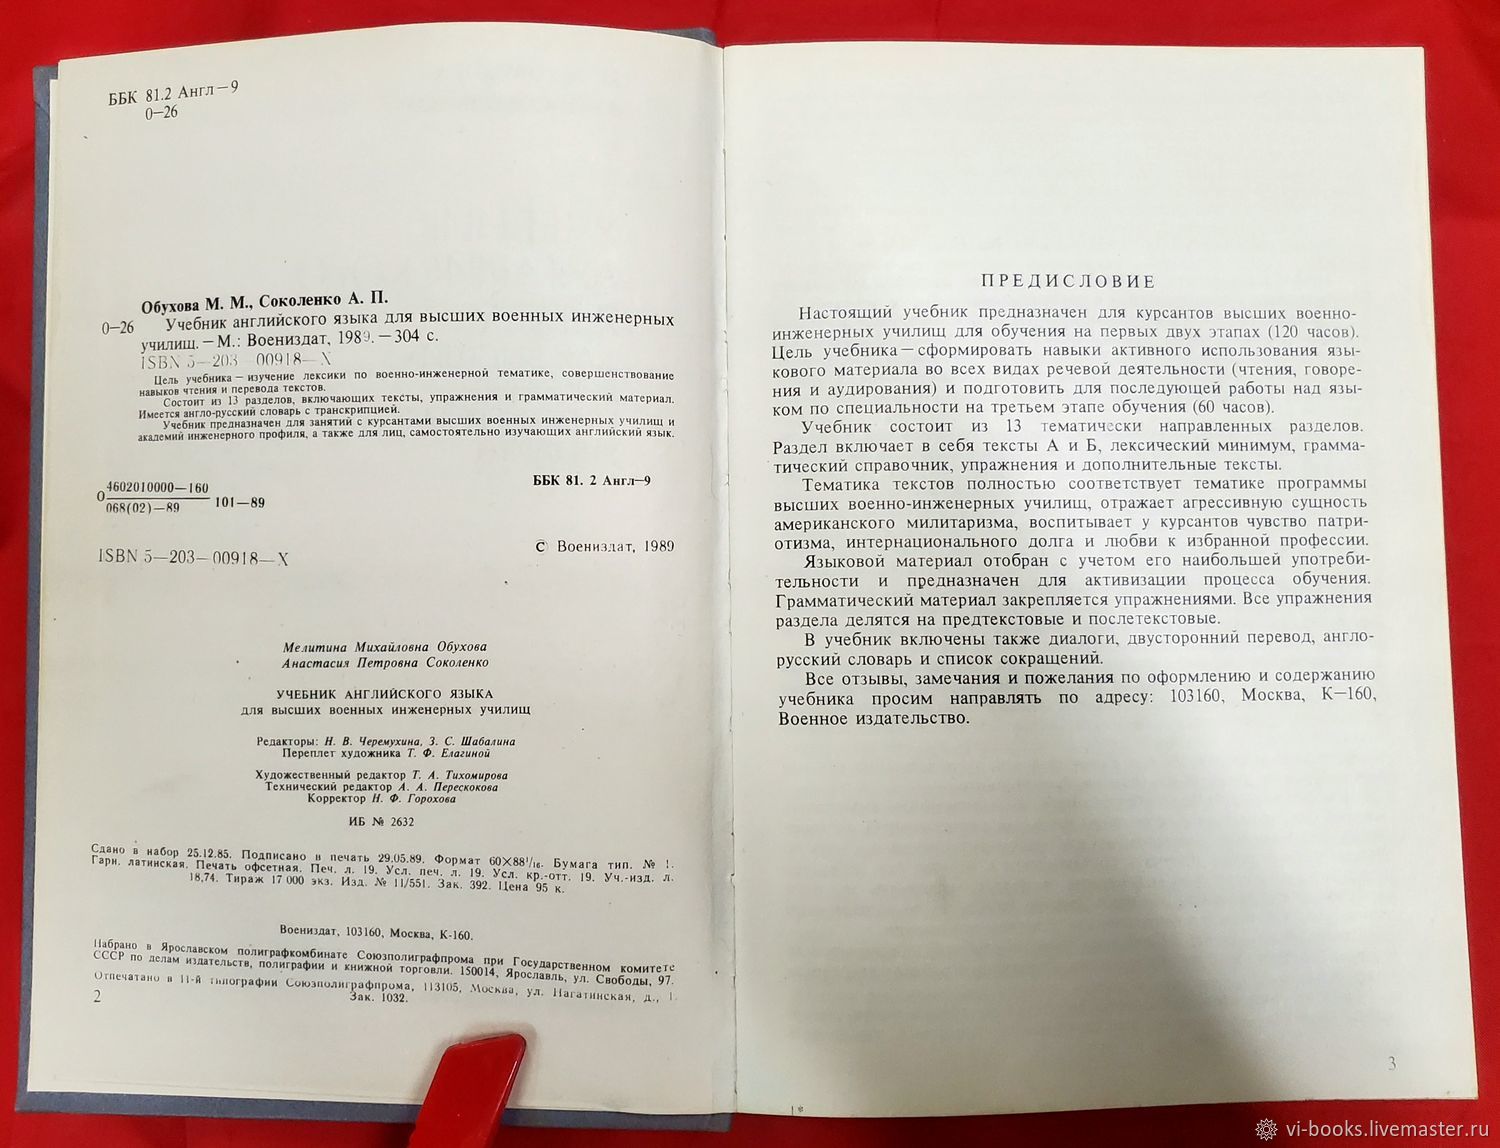 ББК 81.2 Англ—9
О—26
Обухова М. М., Соколенко А. П.
О—26 Учебник английского языка для высших военных инженерных
училищ. — М.: Воениздат, 1989. — 304 с.
ISBN 5—203—00918—X
Цель учебника — изучение лексики по военно-инженерной тематике, совершенствование
навыков чтения и перевода текстов.
Состоит из 13 разделов, включающих тексты, упражнения и грамматический материал.
Имеется англо-русский словарь с транскрипцией.
Учебник предназначен для занятий с курсантами высших военных инженерных училищ и
академий инженерного профиля, а также для лиц, самостоятельно изучающих английский язык.
О 4602010000—160
068(02)—89
101—89
ББК 81. 2 Англ—9
ISBN 5—203—00918—X
© Воениздат, 1989
Мелитина Михайловна Обухова
Анастасия Петровна Соколенко
УЧЕБНИК АНГЛИЙСКОГО ЯЗЫКА
для высших военных инженерных училищ
Редакторы: Н. В. Черемухина, З. С. Шабалина
Переплет художника Т. Ф. Елагиной
Художественный редактор Т. А. Тихомирова
Технический редактор А. А. Перескокова
Корректор Н. Ф. Горохова
ИБ № 2632
Сдано в набор 25.12.85. Подписано в печать 29.05.89. Формат 60×88 1/16. Бумага тип. № 1.
Гарн. латинская. Печать офсетная. Печ. л. 19. Усл. печ. л. 19. Усл. кр.-отт. 19. Уч.-изд. л.
18,74. Тираж 17 000 экз. Изд. № 11/551. Зак. 392. Цена 95 к.
Воениздат, 103160, Москва, К-160.
Набрано в Ярославском полиграфкомбинате Союзполиграфпрома при Государственном комитете
СССР по делам издательств, полиграфии и книжной торговли. 150014, Ярославль, ул. Свободы, 97.
Отпечатано в 11-й типографии Союзполиграфпрома, 113105, Москва, ул. Нагатинская, д., 1.
Зак. 1032.
2
ПРЕДИСЛОВИЕ
Настоящий учебник предназначен для курсантов высших военно-
инженерных училищ для обучения на первых двух этапах (120 часов).
Цель учебника — сформировать навыки активного использования язы-
кового материала во всех видах речевой деятельности (чтения, говоре-
ния и аудирования) и подготовить для последующей работы над язы-
ком по специальности на третьем этапе обучения (60 часов).
Учебник состоит из 13 тематически направленных разделов.
Раздел включает в себя тексты А и Б, лексический минимум, грамма-
тический справочник, упражнения и дополнительные тексты.
Тематика текстов полностью соответствует тематике программы
высших военно-инженерных училищ, отражает агрессивную сущность
американского милитаризма, воспитывает у курсантов чувство патри-
отизма, интернационального долга и любви к избранной профессии.
Языковой материал отобран с учетом его наибольшей употреби-
тельности и предназначен для активизации процесса обучения.
Грамматический материал закрепляется упражнениями. Все упражнения
раздела делятся на предтекстовые и послетекстовые.
В учебник включены также диалоги, двусторонний перевод, англо-
русский словарь и список сокращений.
Все отзывы, замечания и пожелания по оформлению и содержанию
учебника просим направлять по адресу: 103160, Москва, К—160,
Военное издательство.
3
1*
vi-books.livemaster.ru